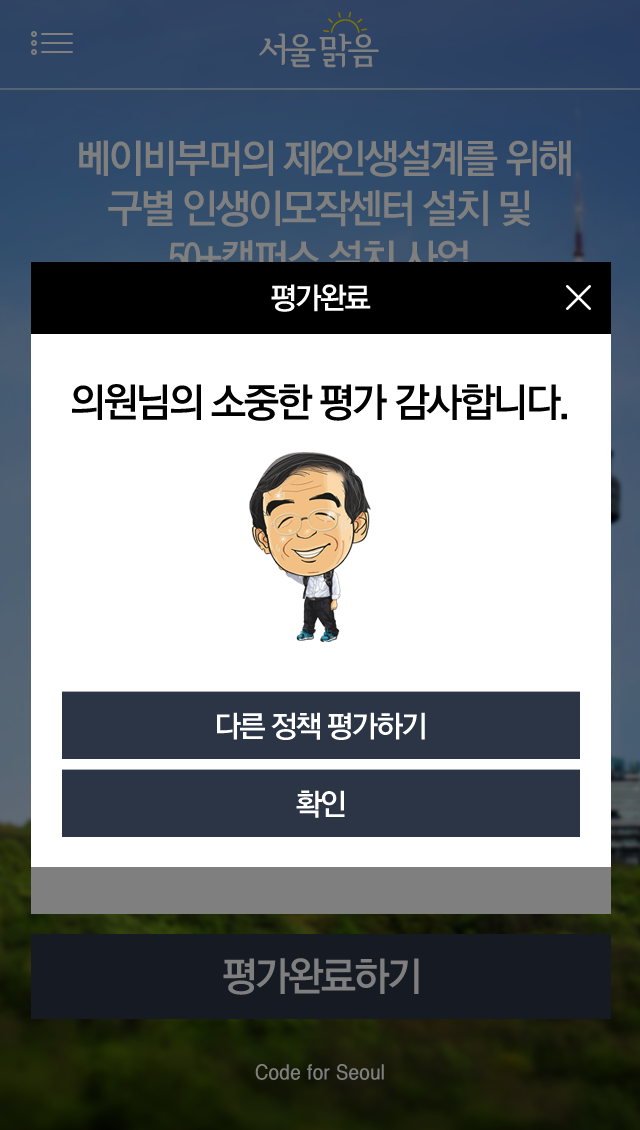 서울 맑음
베이비부머의 제2인생설계를 위해
구별 인생이모작센터 설치 및
50+캠퍼스 설치 사업
평가완료
의원님의 소중한 평가 감사합니다.
다른 정책 평가하기
확인
평가완료하기
Code for Seoul